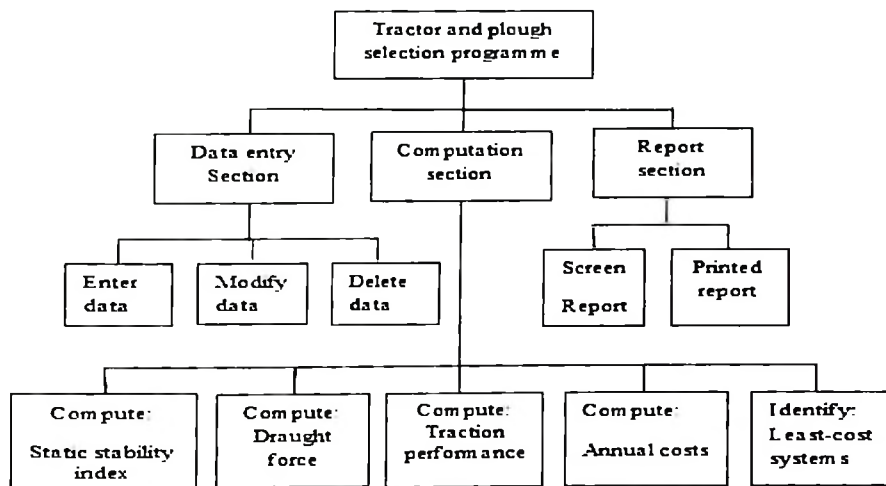 Tractor and plough
selection programme
Data entry
Section
Computation
section
Report
section
Enter
data
Modify
data
Delete
data
Screen
Report
Printed
report
Compute:
Static stability
index
Compute:
Draught
force
Compute:
Traction
performance
Compute:
Annual costs
Identify:
Least-cost
systems